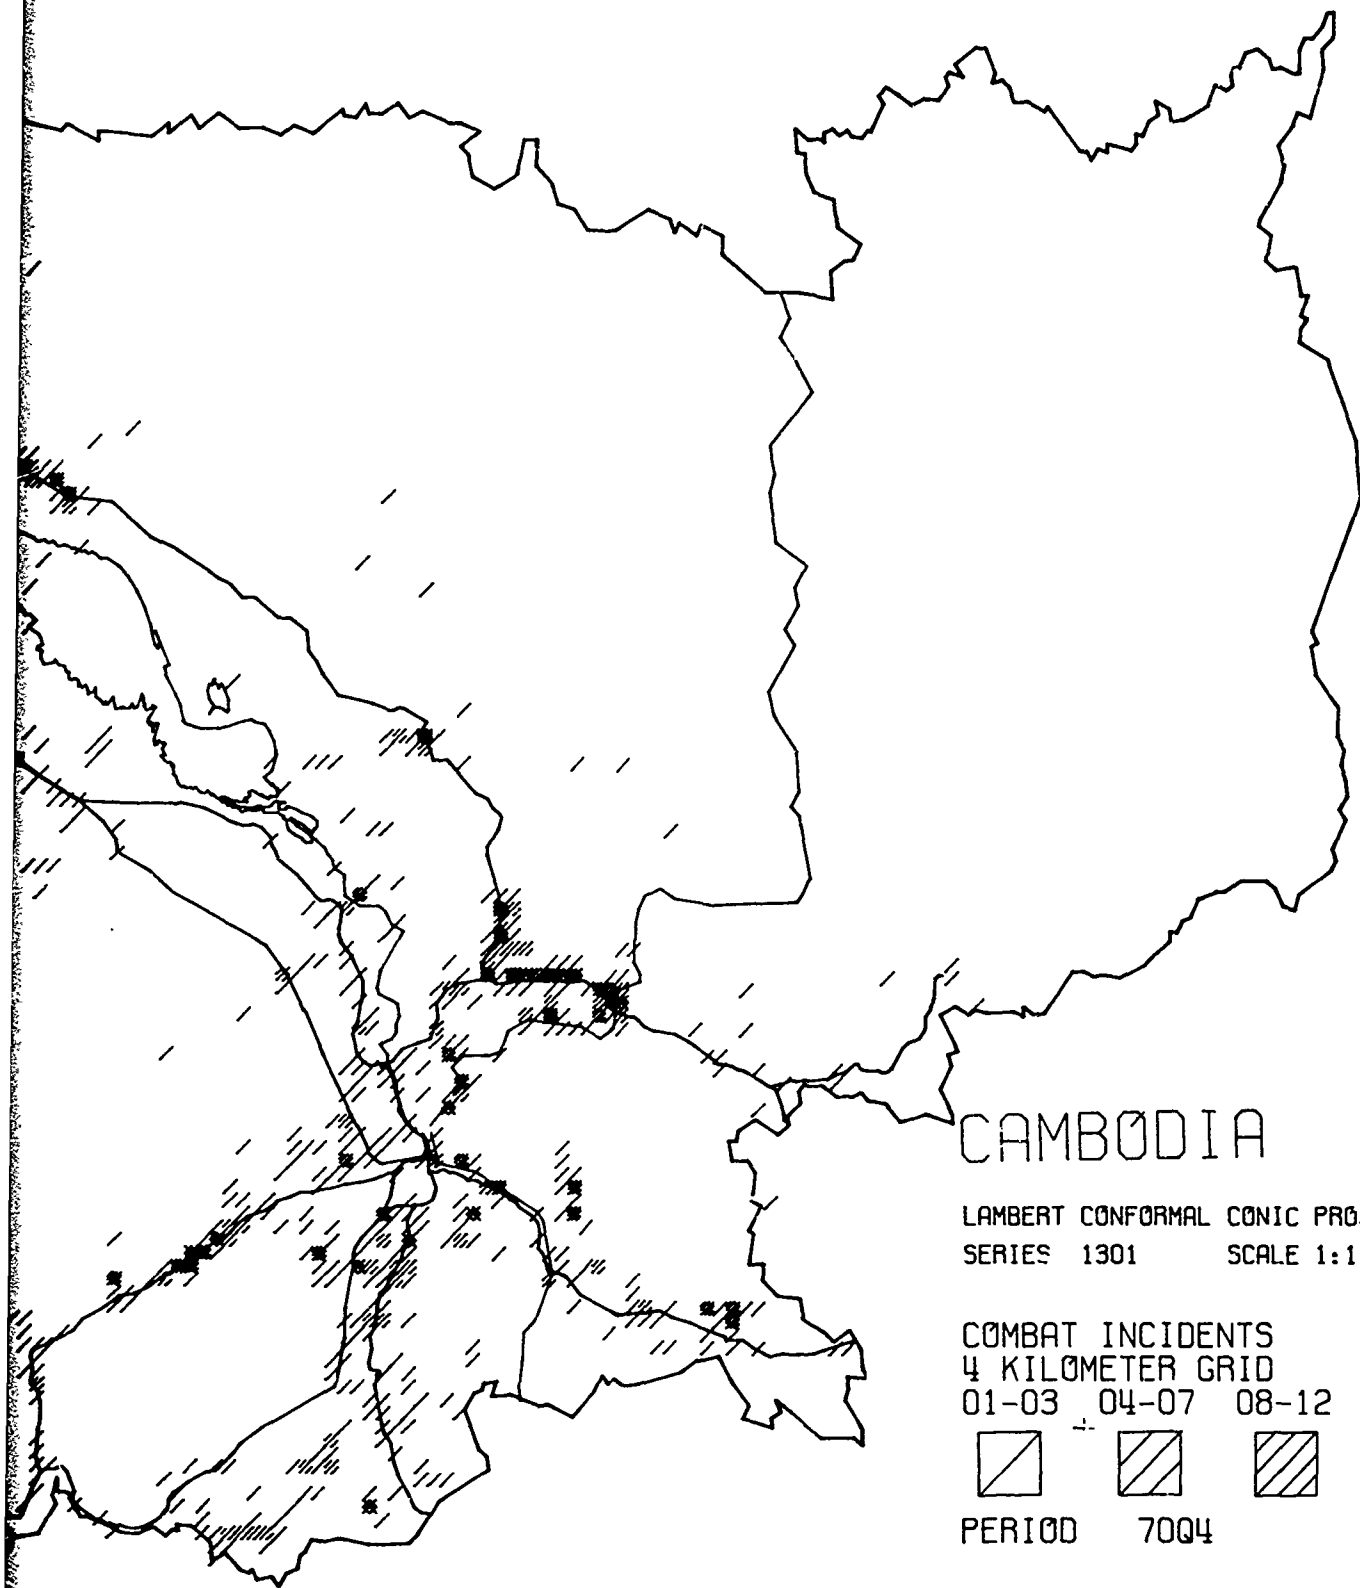 CAMBODIA
LAMBERT CONFORMAL CONIC PRO
SERIES 1301 SCALE 1:1
COMBAT INCIDENTS
4 KILOMETER GRID
01-03 04-07 08-12
PERIOD 70Q4